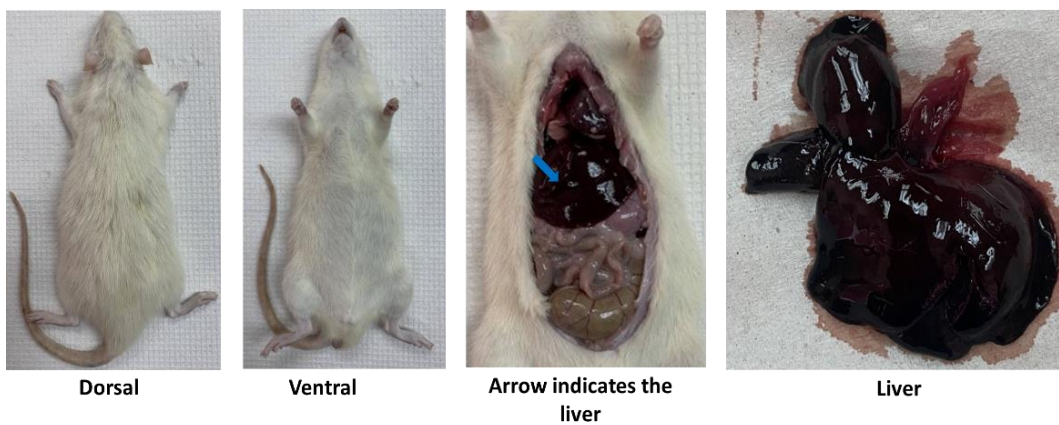 Dorsal
Ventral
Arrow indicates the
liver
Liver